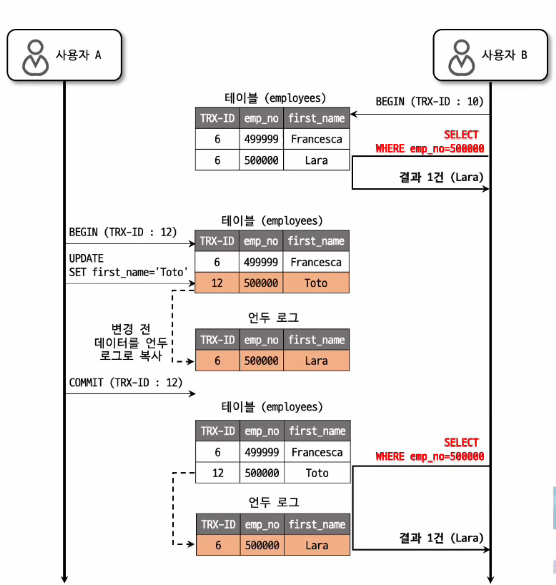 사용자 A
사용자 B
테이블 (employees)
BEGIN (TRX-ID : 10)
TRX-ID emp_no first_name
6 499999 Francesca
6 500000 Lara
SELECT
WHERE emp_no=500000
결과 1건 (Lara)
테이블 (employees)
BEGIN (TRX-ID : 12)
TRX-ID emp_no first_name
UPDATE
SET first_name='Toto'
6 499999 Francesca
12 500000 Toto
변경 전
데이터를 언두
로그로 복사
언두 로그
TRX-ID emp_no first_name
6 500000 Lara
COMMIT (TRX-ID : 12)
테이블 (employees)
TRX-ID emp_no first_name
6 499999 Francesca
12 500000 Toto
SELECT
WHERE emp_no=500000
언두 로그
TRX-ID emp_no first_name
6 500000 Lara
결과 1건 (Lara)